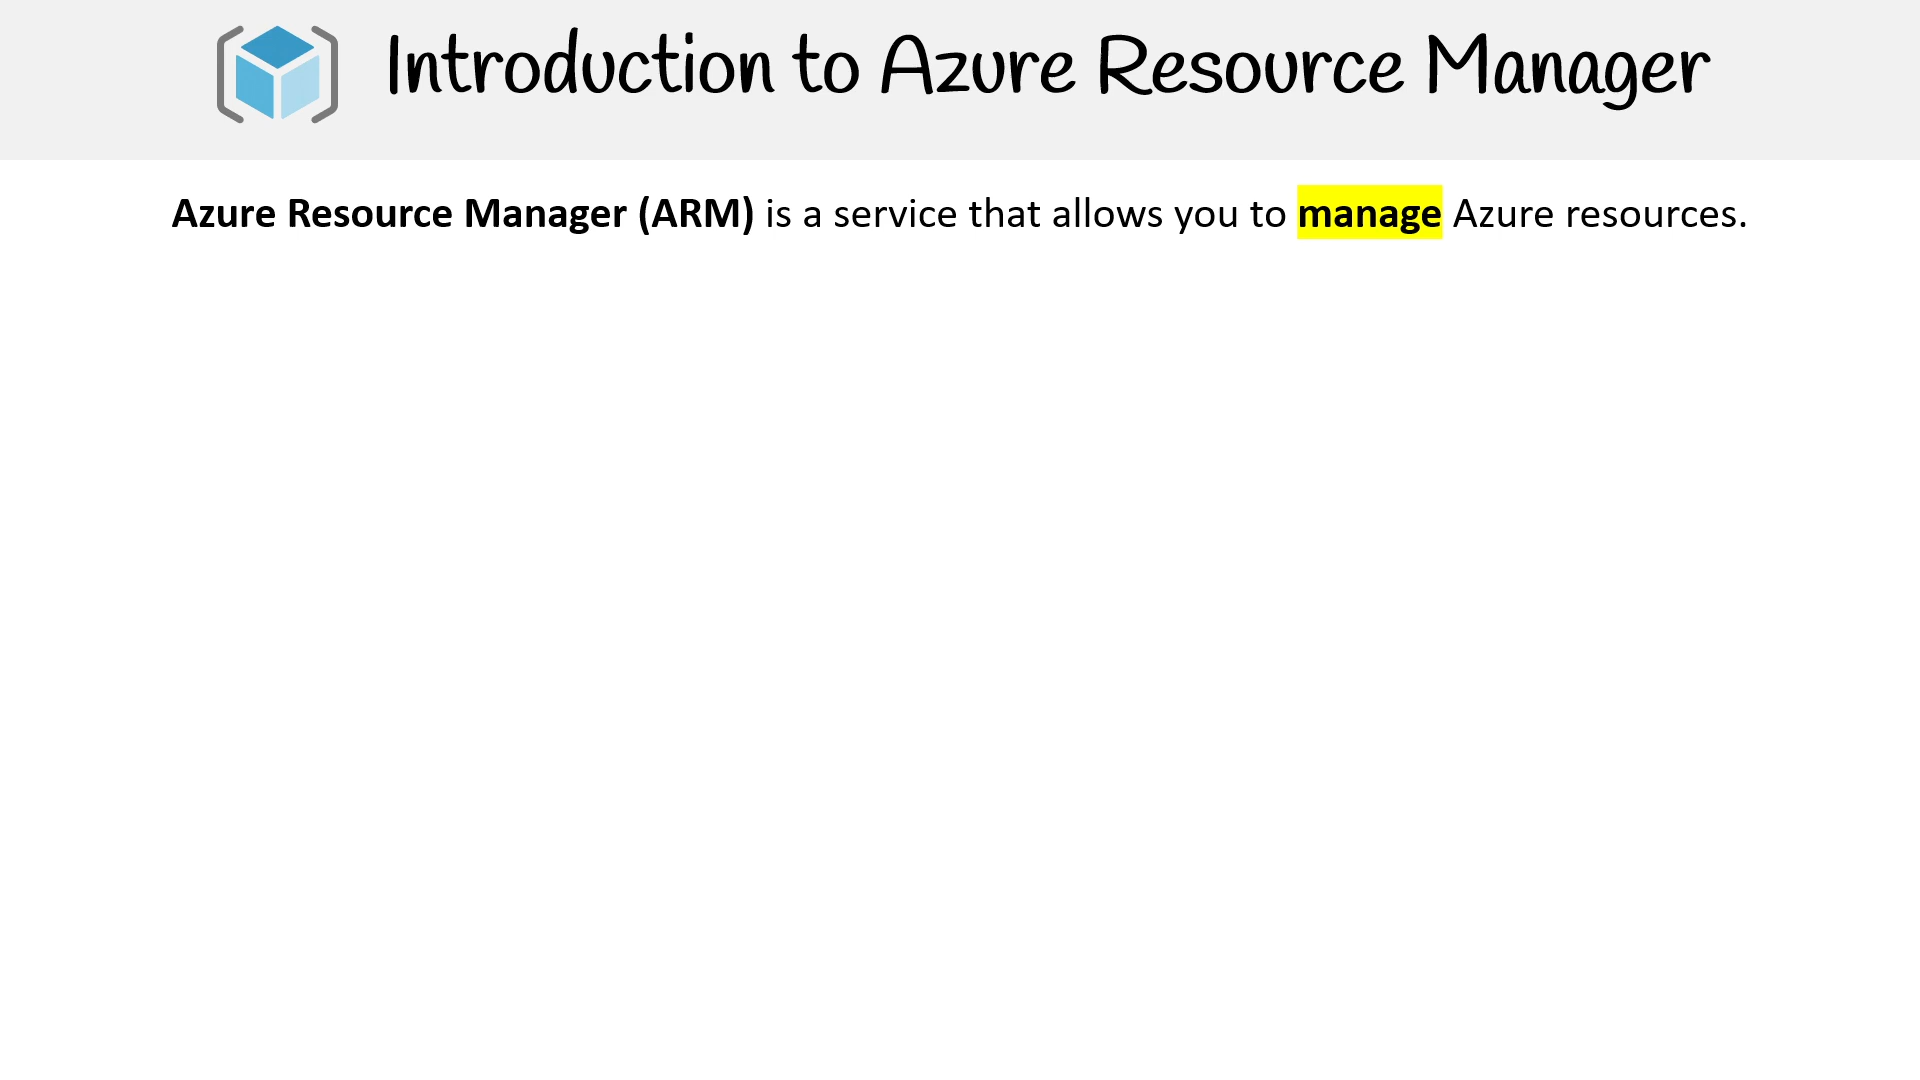 Introduction to Azure Resource Manager
Azure Resource Manager (ARM) is a service that allows you to manage Azure resources.